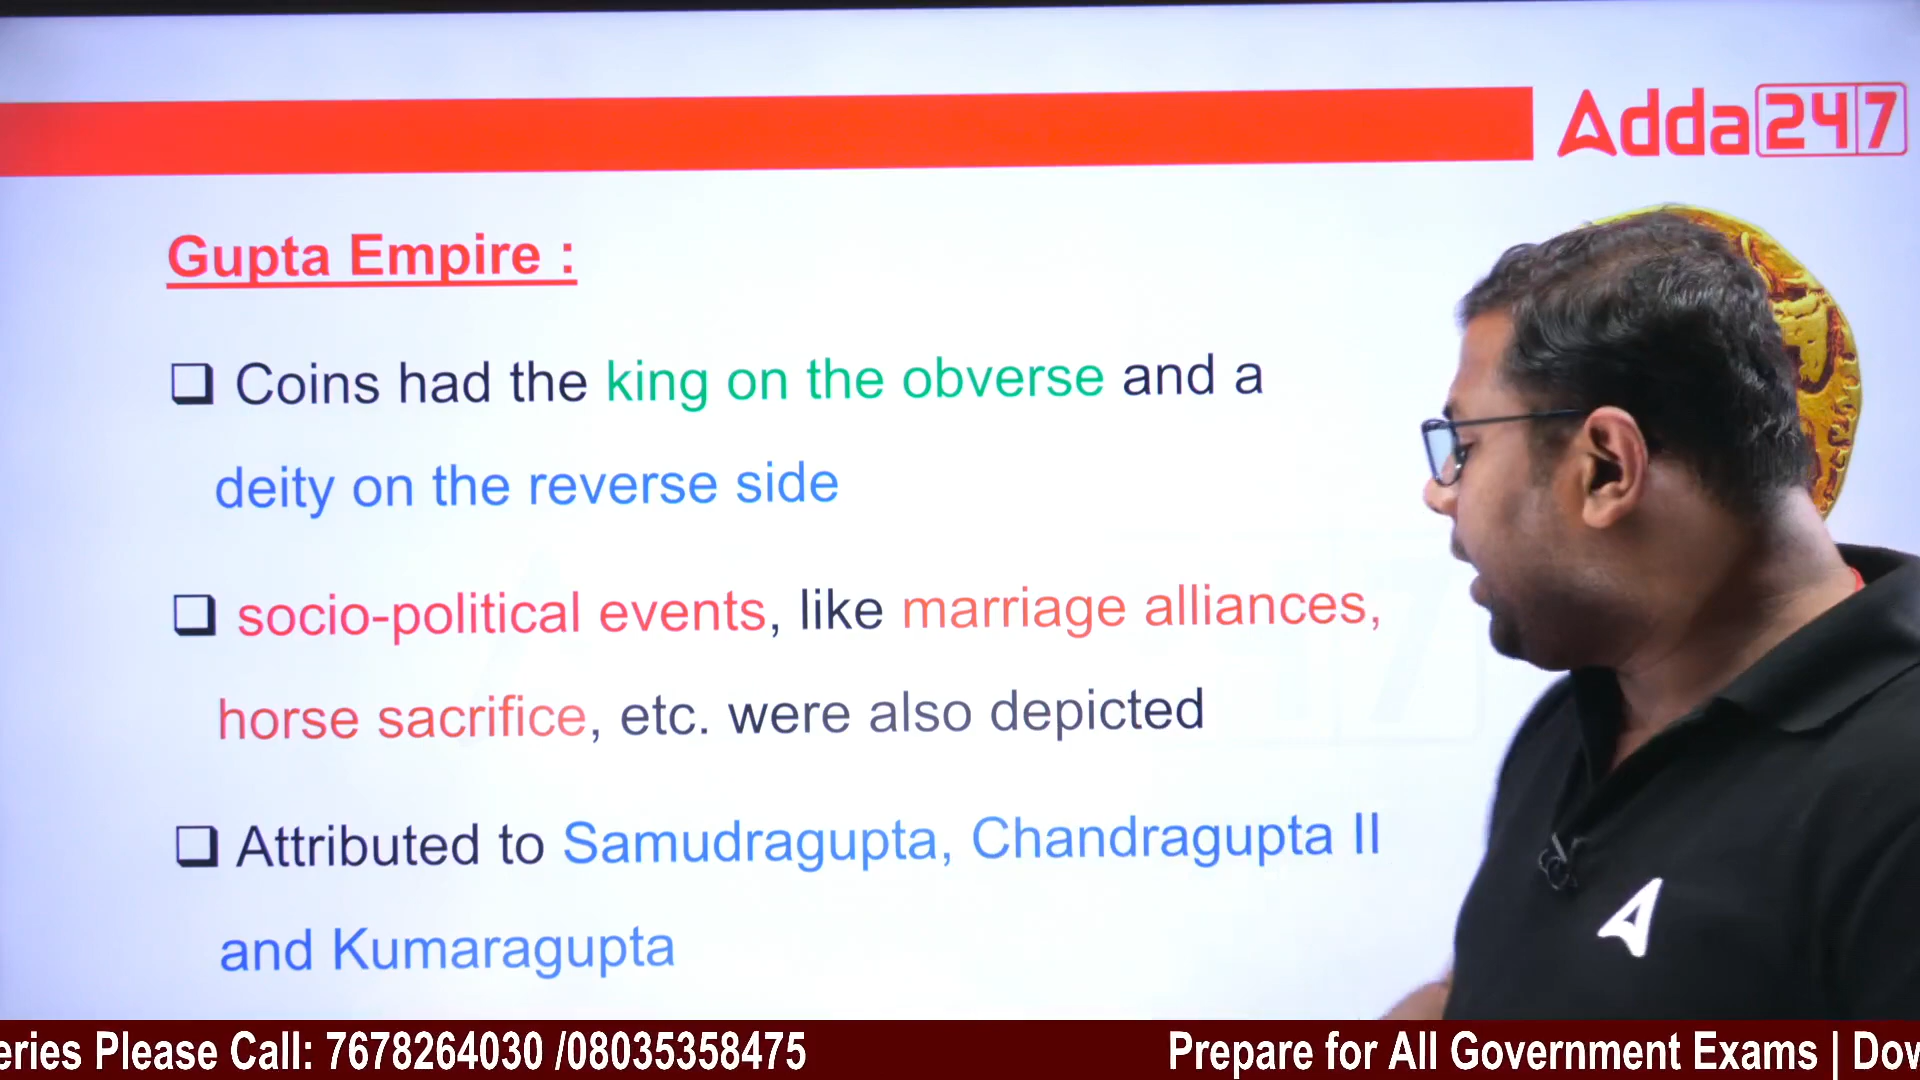 Adda247
Gupta Empire :
❑ Coins had the king on the obverse and a
deity on the reverse side
❑ socio-political events, like marriage alliances,
horse sacrifice, etc. were also depicted
❑ Attributed to Samudragupta, Chandragupta II
and Kumaragupta
eries Please Call: 7678264030 /08035358475 Prepare for All Government Exams | Dow